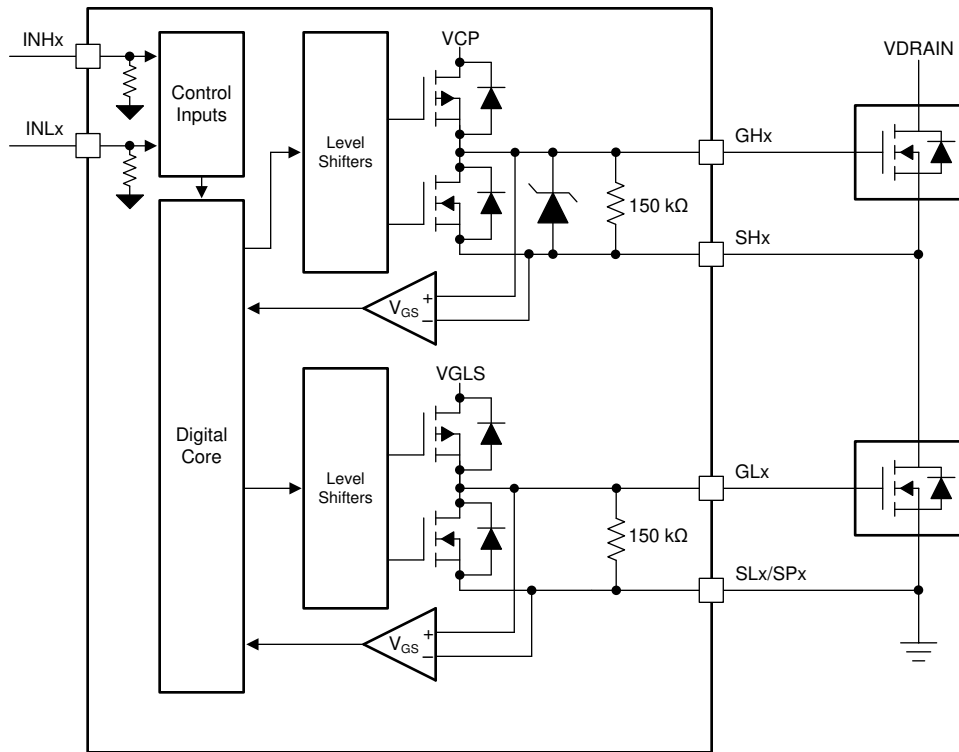 INHx
INLx
Control
Inputs
Digital
Core
Level
Shifters
VCP
VGS
+
−
150 kΩ
GHx
SHx
VDRAIN
Level
Shifters
VGLS
VGS
+
−
150 kΩ
GLx
SLx/SPx